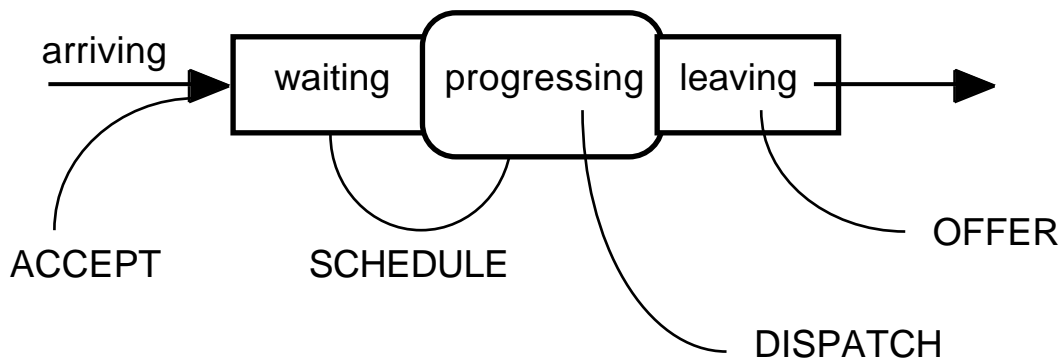 arriving
waiting progressing leaving
OFFER
ACCEPT SCHEDULE
DISPATCH